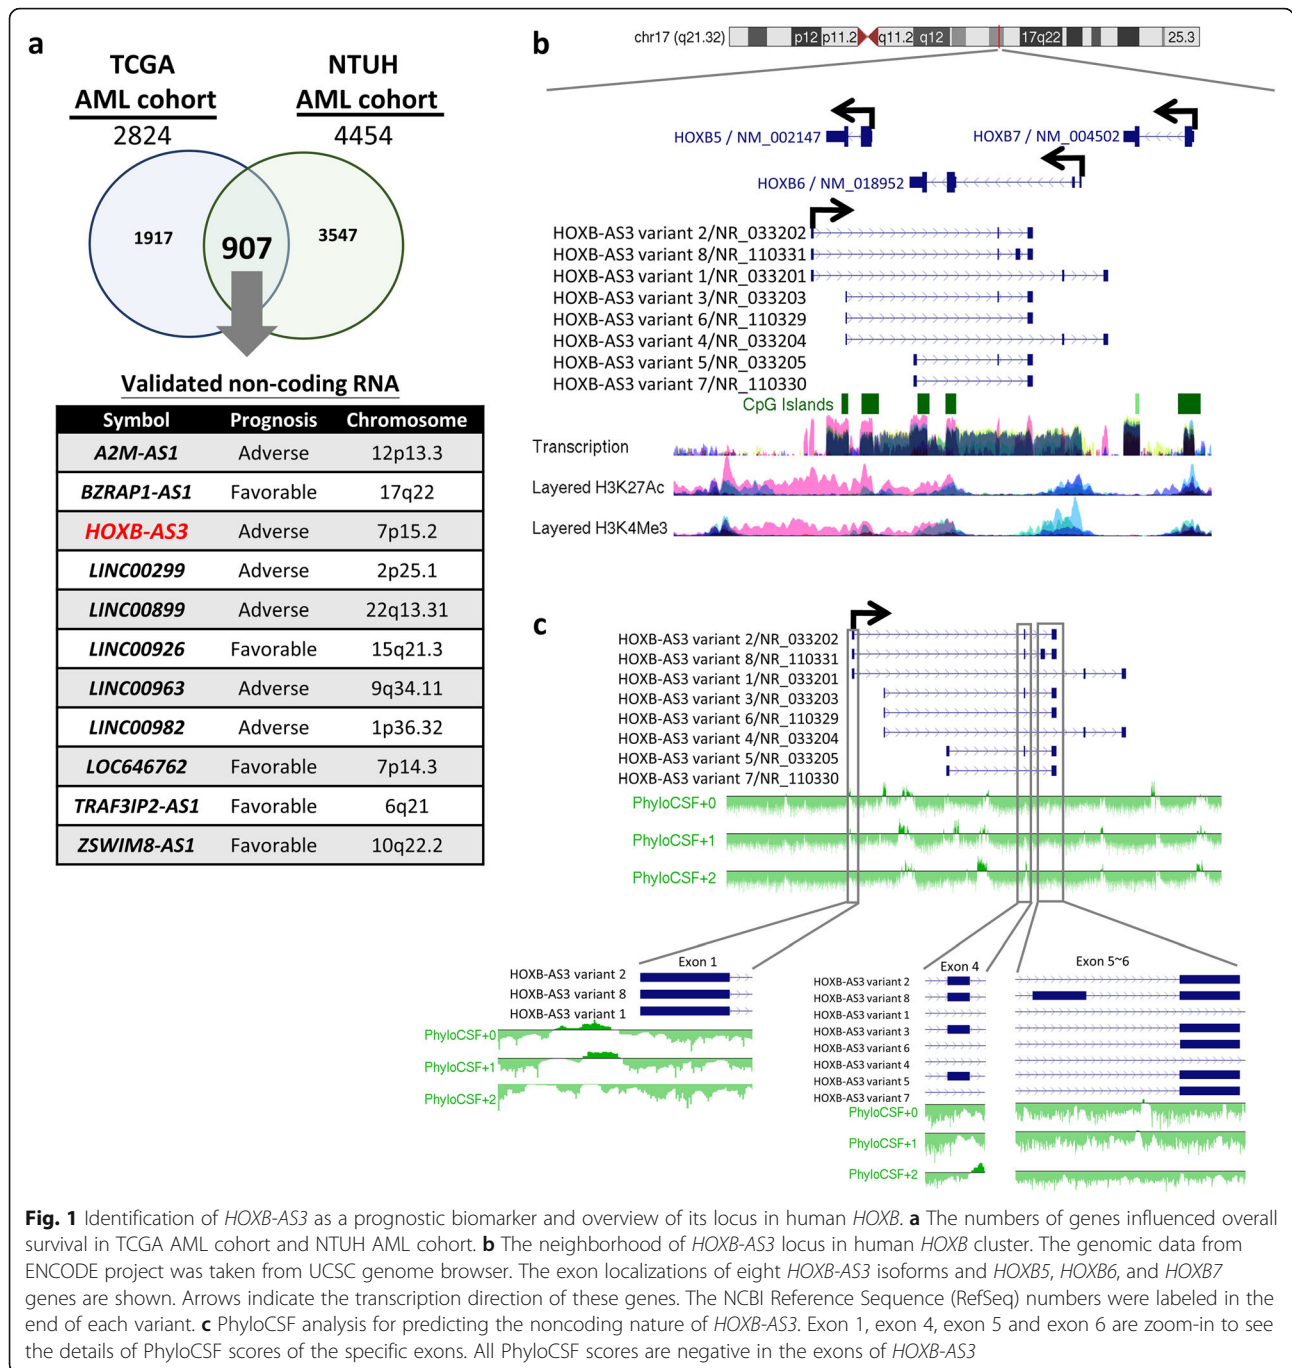 a
TCGA
AML cohort
2824
NTUH
AML cohort
4454
1917
907
3547
Validated non-coding RNA
Symbol Prognosis Chromosome
A2M-AS1 Adverse 12p13.3
BZRAP1-AS1 Favorable 17q22
HOXB-AS3 Adverse 7p15.2
LINC00299 Adverse 2p25.1
LINC00899 Adverse 22q13.31
LINC00926 Favorable 15q21.3
LINC00963 Adverse 9q34.11
LINC00982 Adverse 1p36.32
LOC646762 Favorable 7p14.3
TRAF3IP2-AS1 Favorable 6q21
ZSWIM8-AS1 Favorable 10q22.2
b
chr17 (q21.32) p12 p11.2 q11.2 q12 17q22 25.3
HOXB5 / NM_002147
HOXB7 / NM_004502
HOXB6 / NM_018952
HOXB-AS3 variant 2/NR_033202
HOXB-AS3 variant 8/NR_110331
HOXB-AS3 variant 1/NR_033201
HOXB-AS3 variant 3/NR_033203
HOXB-AS3 variant 6/NR_110329
HOXB-AS3 variant 4/NR_033204
HOXB-AS3 variant 5/NR_033205
HOXB-AS3 variant 7/NR_110330
CpG Islands
Transcription
Layered H3K27Ac
Layered H3K4Me3
c
HOXB-AS3 variant 2/NR_033202
HOXB-AS3 variant 8/NR_110331
HOXB-AS3 variant 1/NR_033201
HOXB-AS3 variant 3/NR_033203
HOXB-AS3 variant 6/NR_110329
HOXB-AS3 variant 4/NR_033204
HOXB-AS3 variant 5/NR_033205
HOXB-AS3 variant 7/NR_110330
PhyloCSF+0
PhyloCSF+1
PhyloCSF+2
Exon 1
HOXB-AS3 variant 2
HOXB-AS3 variant 8
HOXB-AS3 variant 1
PhyloCSF+0
PhyloCSF+1
PhyloCSF+2
Exon 4
Exon 5~6
HOXB-AS3 variant 2
HOXB-AS3 variant 8
HOXB-AS3 variant 1
HOXB-AS3 variant 3
HOXB-AS3 variant 6
HOXB-AS3 variant 4
HOXB-AS3 variant 5
HOXB-AS3 variant 7
PhyloCSF+0
PhyloCSF+1
PhyloCSF+2
Fig. 1 Identification of HOXB-AS3 as a prognostic biomarker and overview of its locus in human HOXB. a The numbers of genes influenced overall
survival in TCGA AML cohort and NTUH AML cohort. b The neighborhood of HOXB-AS3 locus in human HOXB cluster. The genomic data from
ENCODE project was taken from UCSC genome browser. The exon localizations of eight HOXB-AS3 isoforms and HOXB5, HOXB6, and HOXB7
genes are shown. Arrows indicate the transcription direction of these genes. The NCBI Reference Sequence (RefSeq) numbers were labeled in the
end of each variant. c PhyloCSF analysis for predicting the noncoding nature of HOXB-AS3. Exon 1, exon 4, exon 5 and exon 6 are zoom-in to see
the details of PhyloCSF scores of the specific exons. All PhyloCSF scores are negative in the exons of HOXB-AS3